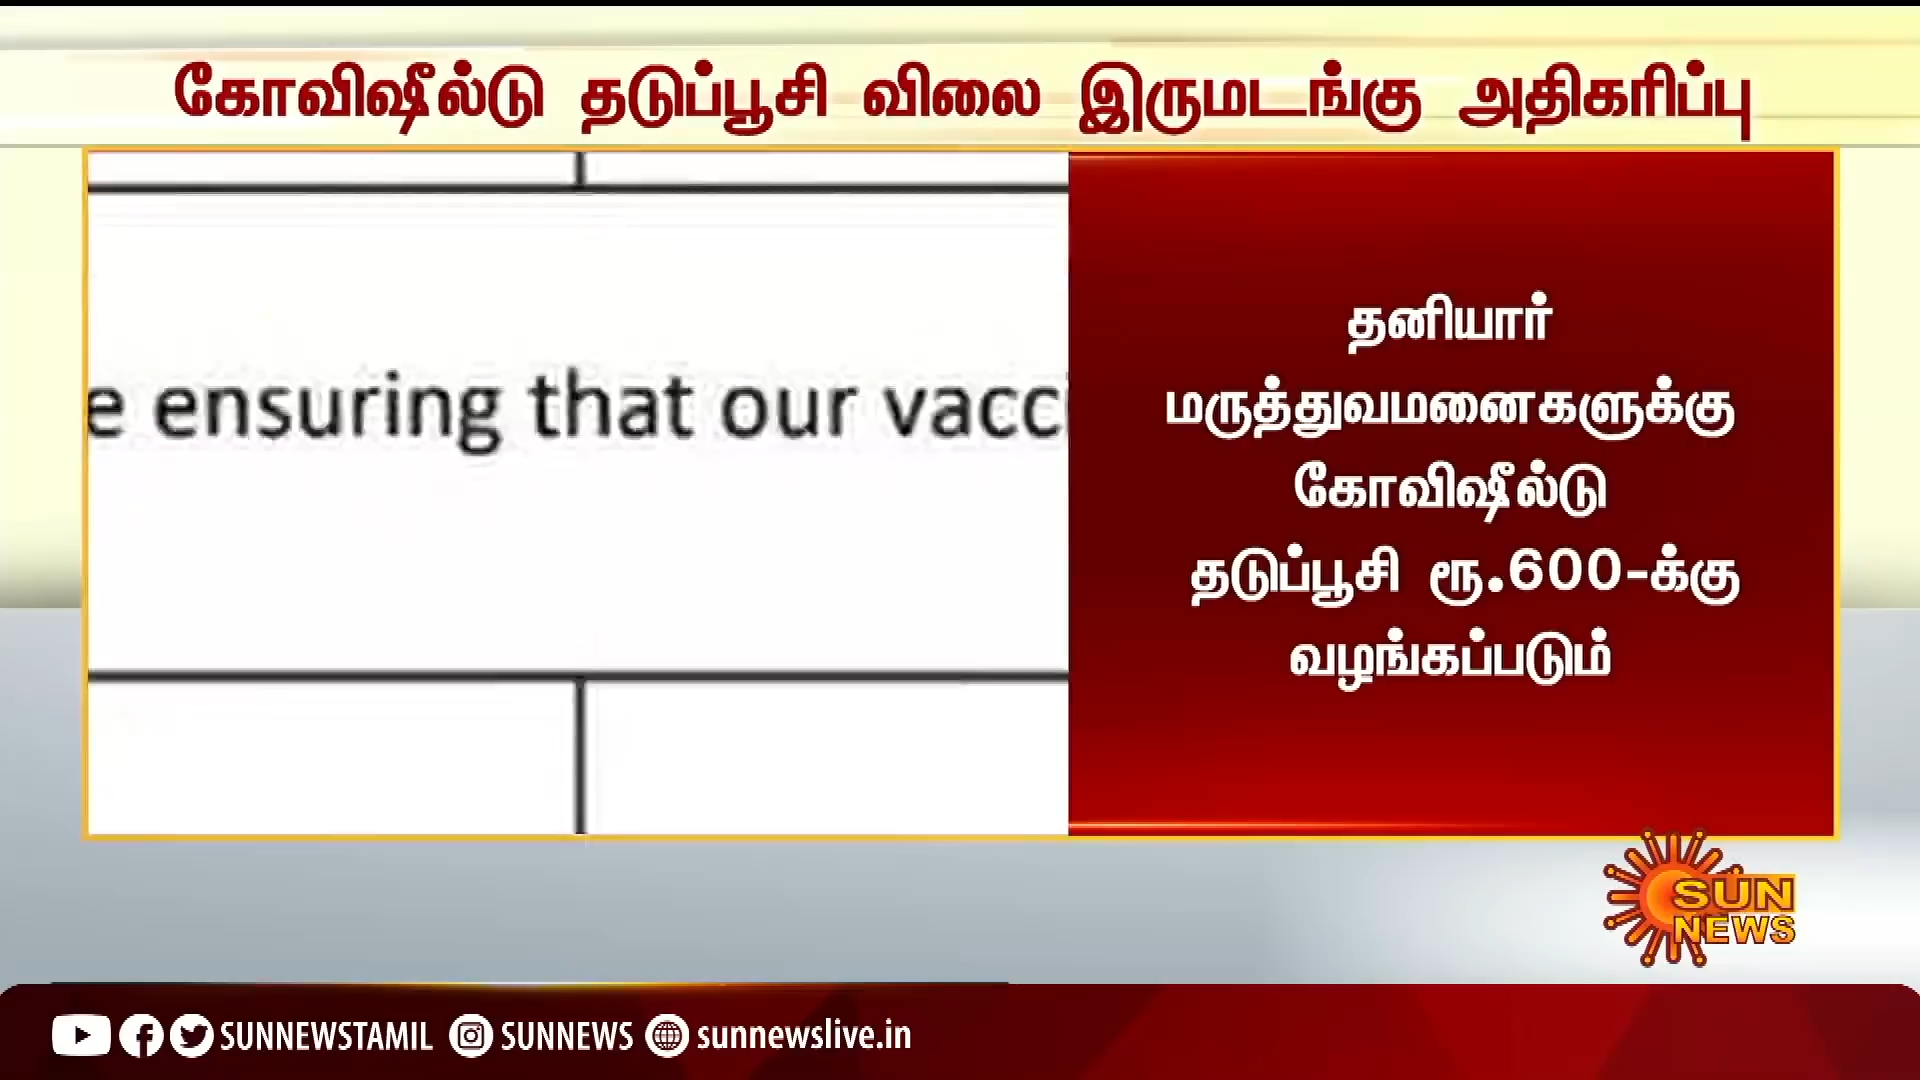 கோவிஷீல்டு தடுப்பூசி விலை இருமடங்கு அதிகரிப்பு
e ensuring that our vacci
தனியார்
மருத்துவமனைகளுக்கு
கோவிஷீல்டு
தடுப்பூசி ரூ.600-க்கு
வழங்கப்படும்
SUN
NEWS
SUNNEWSTAMIL SUNNEWS sunnewslive.in